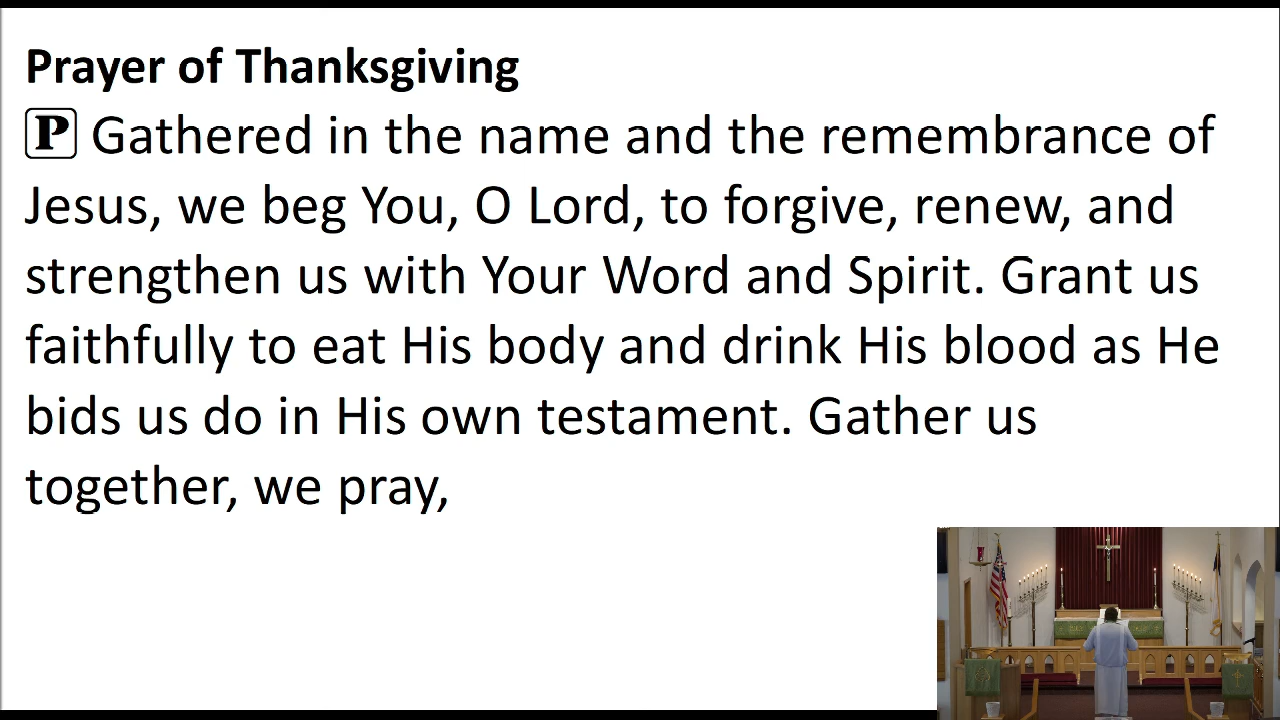 Prayer of Thanksgiving
P Gathered in the name and the remembrance of
Jesus, we beg You, O Lord, to forgive, renew, and
strengthen us with Your Word and Spirit. Grant us
faithfully to eat His body and drink His blood as He
bids us do in His own testament. Gather us
together, we pray,